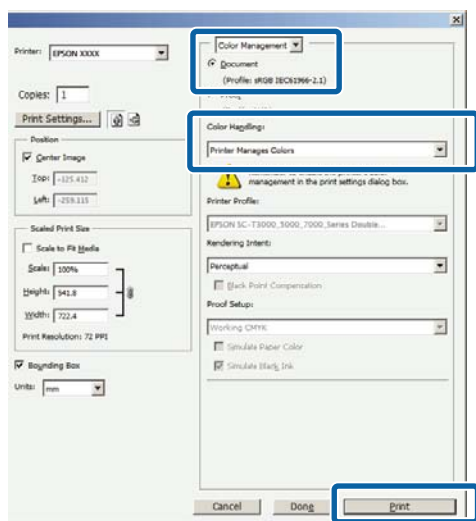 Printer: EPSON XXXX
Copies: 1
Print Settings...
Position
Center Image
Top: -125.412
Left: -259.115
Scaled Print Size
Scale to Fit Media
Scale: 100%
Height: 541.8
Width: 722.4
Print Resolution: 72 PPI
Bounding Box
Units: mm
Color Management
Document
(Profile: sRGB IEC61966-2.1)
Color Handling:
Printer Manages Colors
management in the print settings dialog box.
Printer Profile:
EPSON SC-T3000_5000_7000_Series Double...
Rendering Intent:
Perceptual
Black Point Compensation
Proof Setup:
Working CMYK
Simulate Paper Color
Simulate Black Ink
Cancel
Done
Print